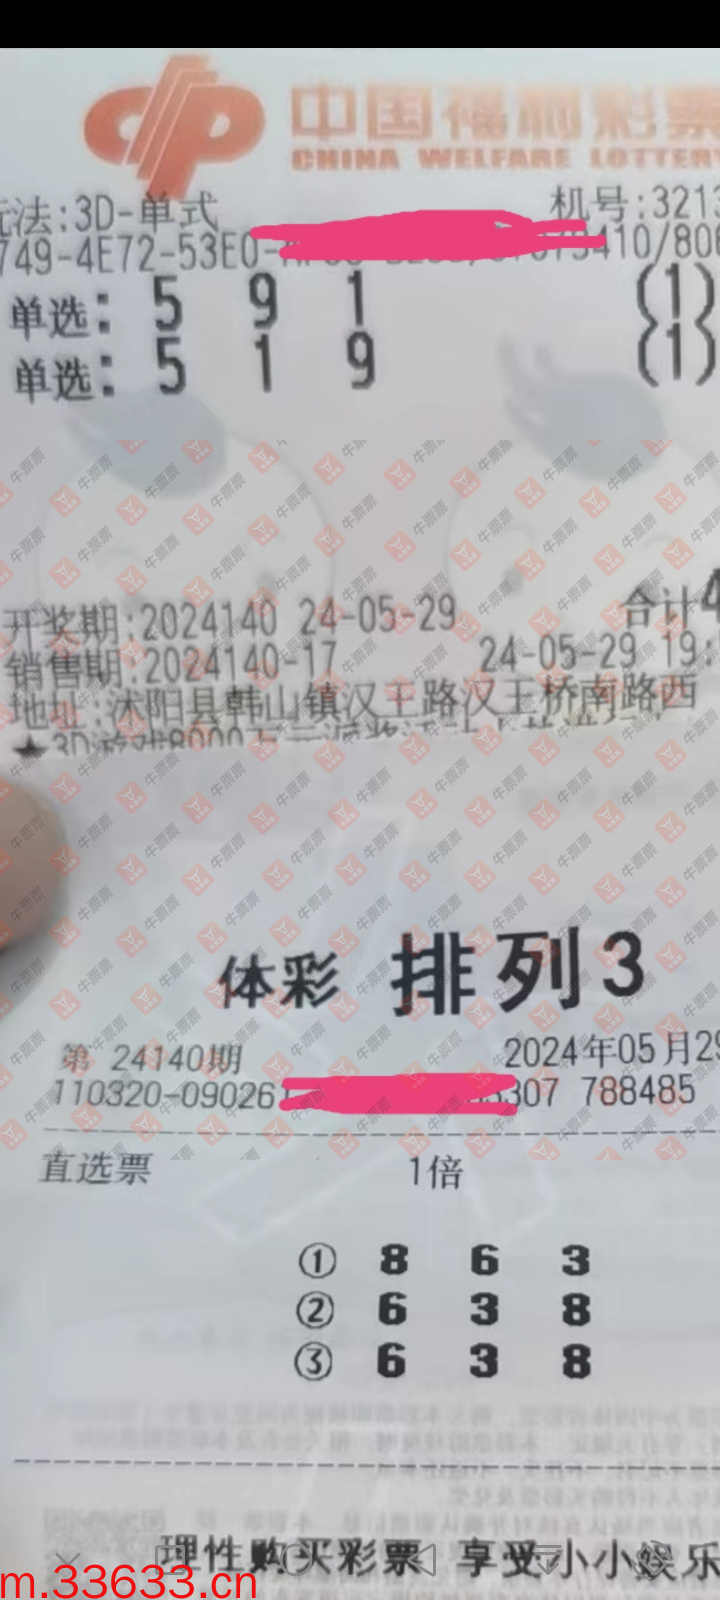 中国福利彩票
CHINA WELFARE LOTTERY
玩法:3D-单式 机号:3213
749-4E72-53E0- 410/808
单选: 5 9 1 {1}
单选: 5 1 9 {1}
开奖期:2024140 24-05-29 合计4
销售期:2024140-17 24-05-29 19:
地址:沭阳县韩山镇汉王路汉王桥南路西
体彩 排列3
第 24140期 2024年05月29
110320-090261 307 788485
直选票 1倍
① 8 6 3
② 6 3 8
③ 6 3 8
理性购买彩票 享受小小娱乐
m.33633.cn
牛票票